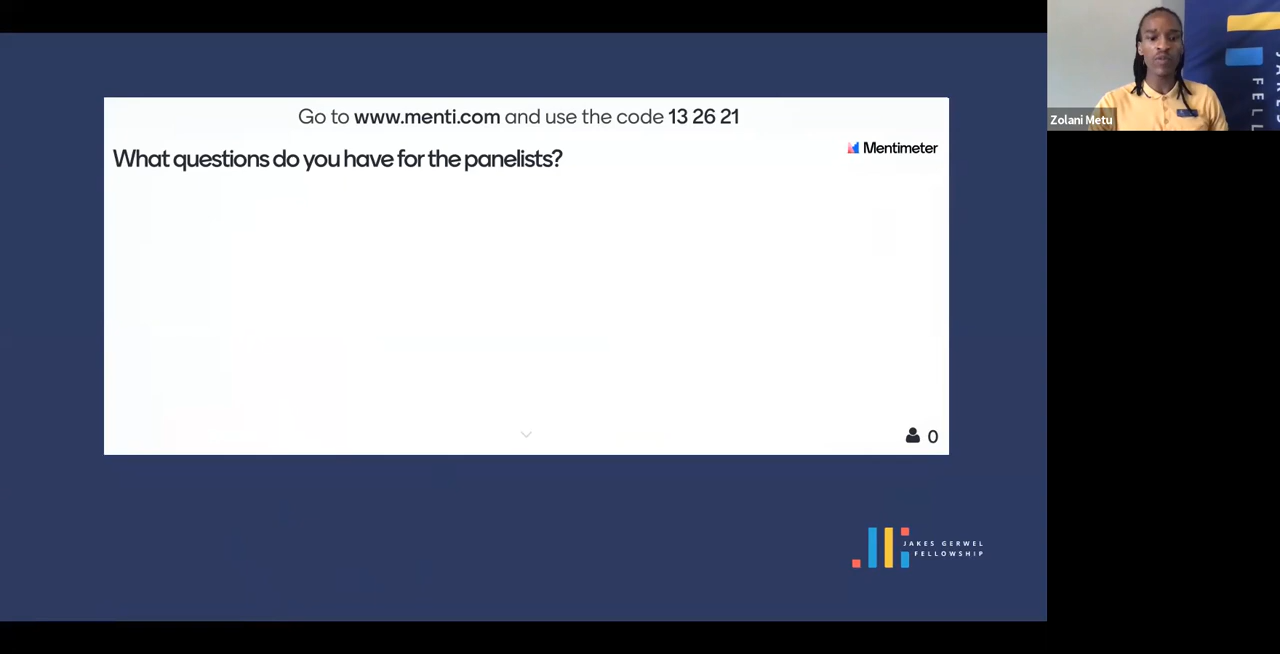 Go to www.menti.com and use the code 13 26 21
What questions do you have for the panelists?
Mentimeter
0
JAKES GERWEL
FELLOWSHIP
Zolani Metu